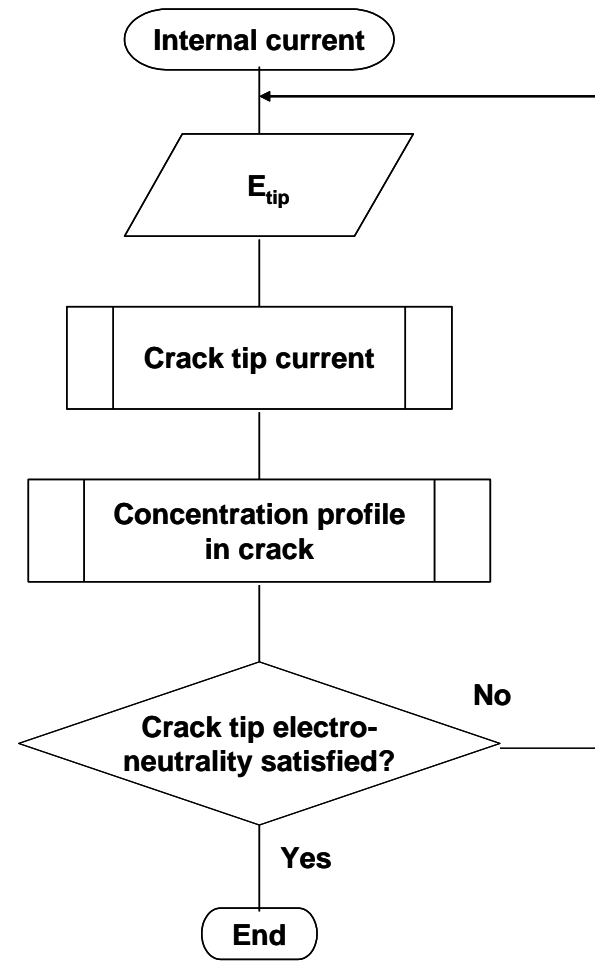 Internal current
E_tip
Crack tip current
Concentration profile
in crack
No
Crack tip electro-
neutrality satisfied?
Yes
End